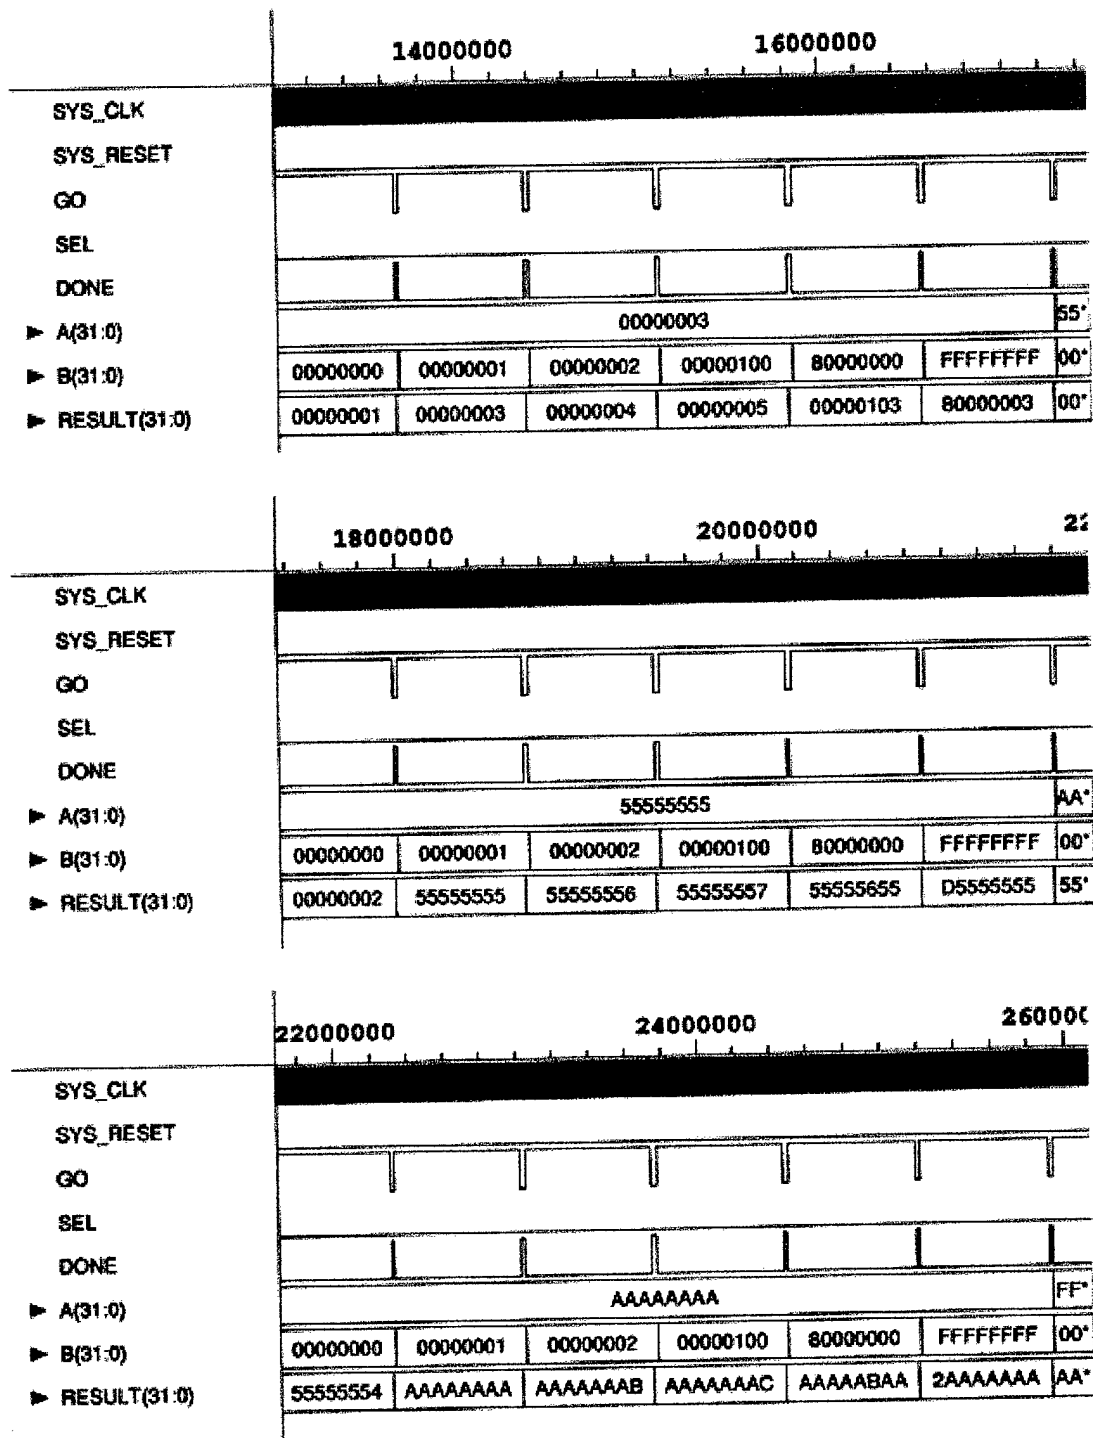 14000000 16000000
SYS_CLK
SYS_RESET
GO
SEL
DONE
► A(31:0) 00000003 55*
► B(31:0) 00000000 00000001 00000002 00000100 80000000 FFFFFFFF 00*
► RESULT(31:0) 00000001 00000003 00000004 00000005 00000103 80000003 00*
18000000 20000000 22
SYS_CLK
SYS_RESET
GO
SEL
DONE
► A(31:0) 55555555 AA*
► B(31:0) 00000000 00000001 00000002 00000100 80000000 FFFFFFFF 00*
► RESULT(31:0) 00000002 55555555 55555556 55555557 55555655 D5555555 55*
22000000 24000000 260000
SYS_CLK
SYS_RESET
GO
SEL
DONE
► A(31:0) AAAAAAAA FF*
► B(31:0) 00000000 00000001 00000002 00000100 80000000 FFFFFFFF 00*
► RESULT(31:0) 55555554 AAAAAAAA AAAAAAAB AAAAAAAC AAAAABAA 2AAAAAAA AA*